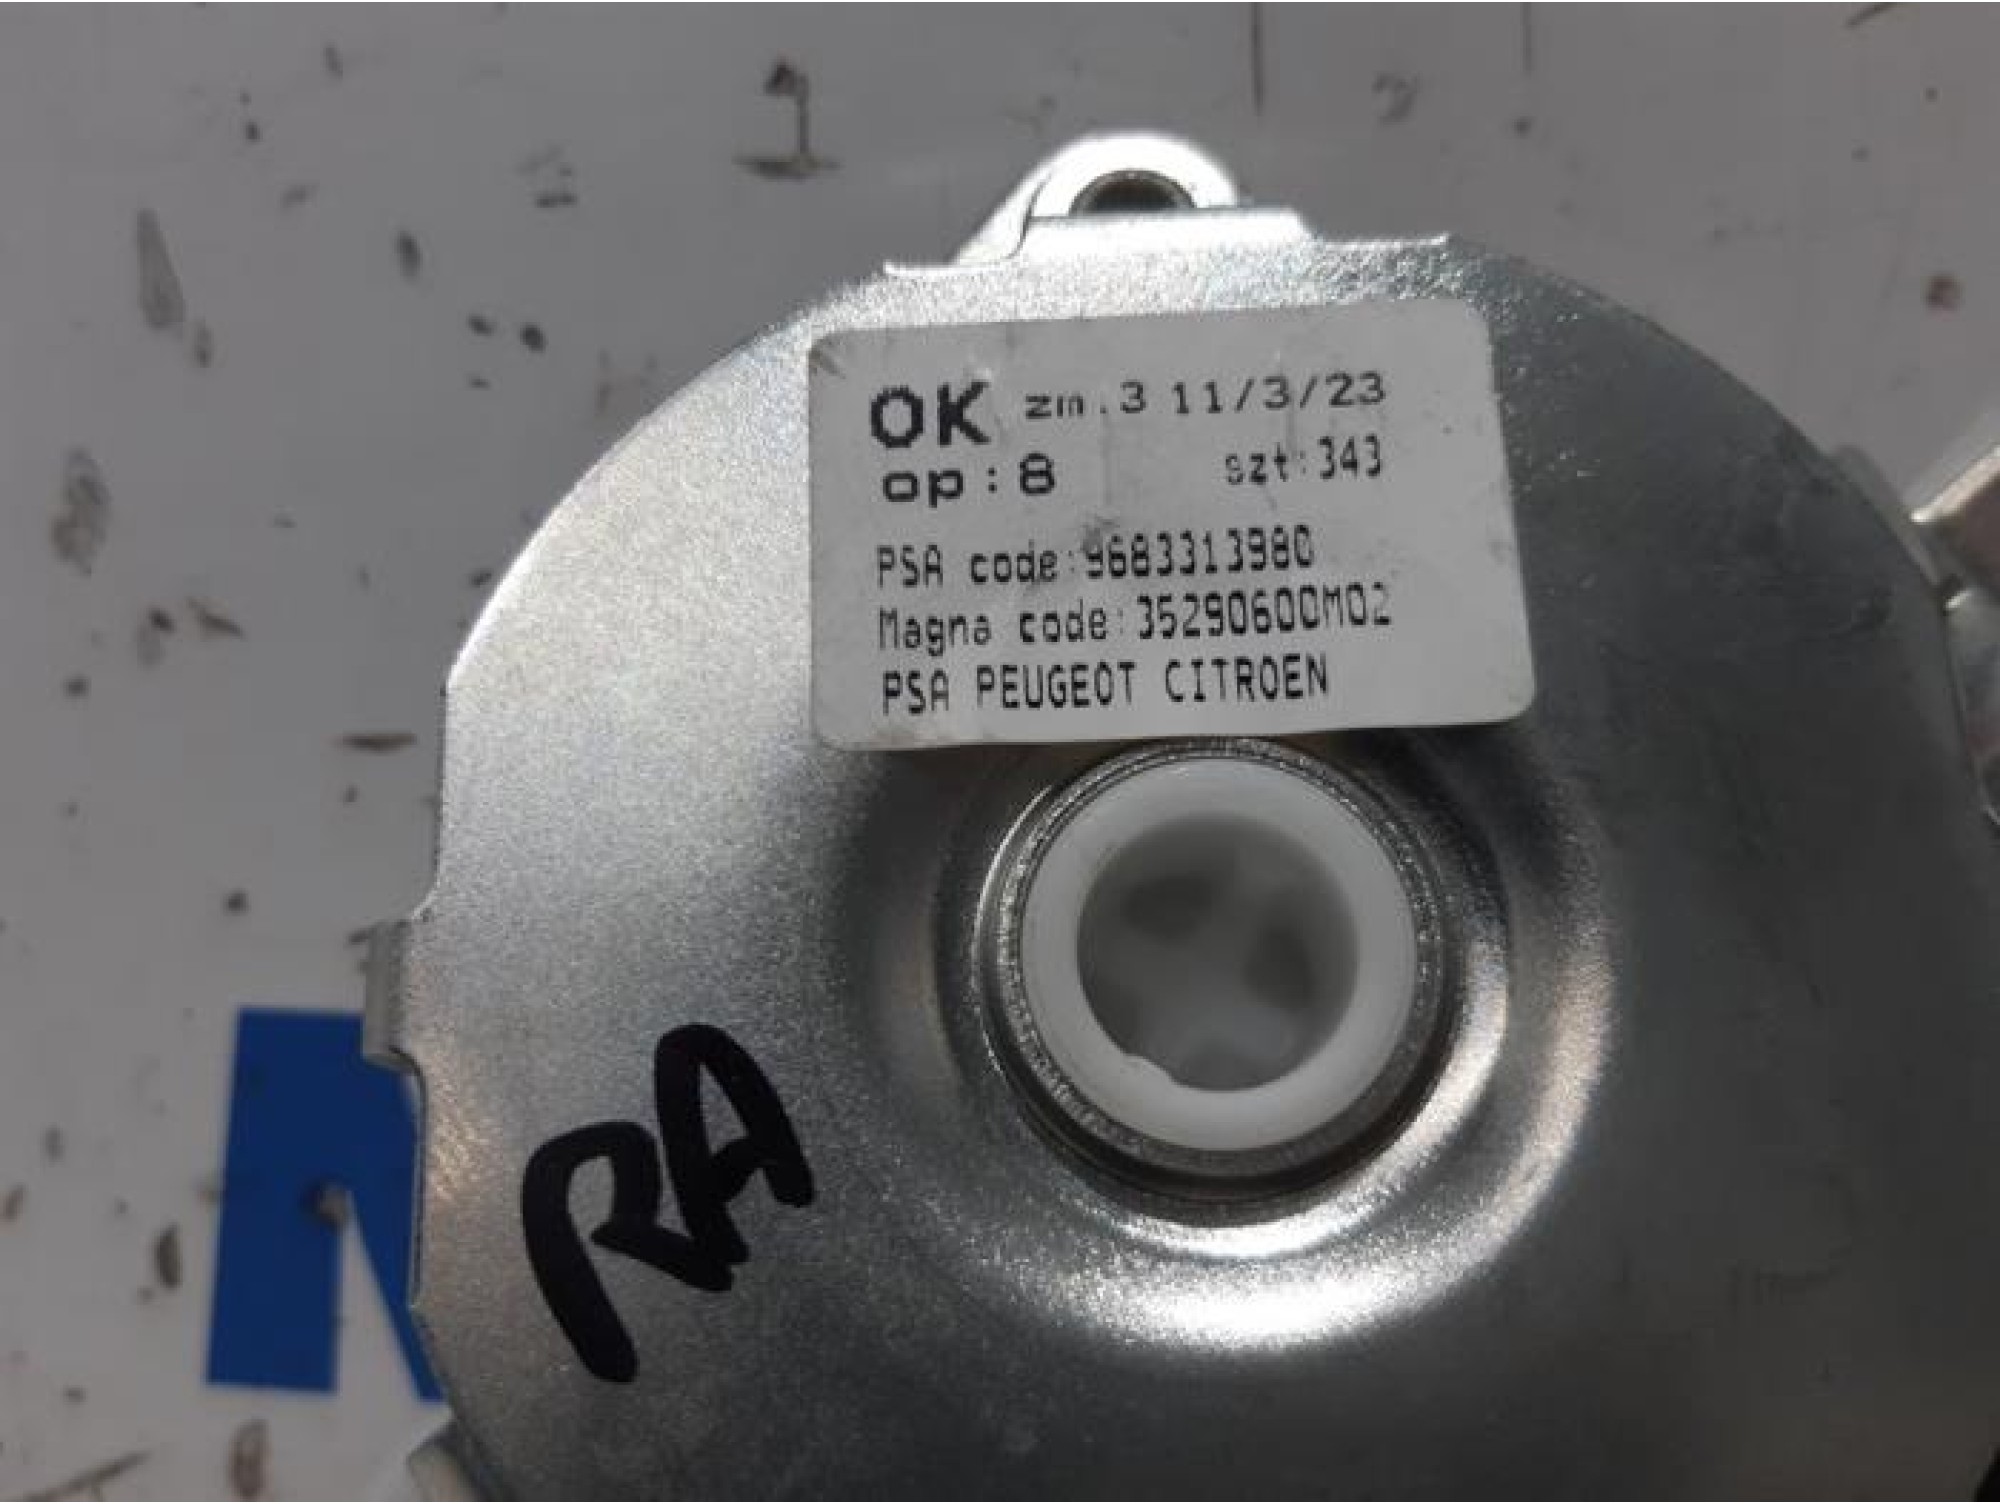 OK zm.3 11/3/23
op:8 szt:343
PSA code:9683313980
Magna code:35290600M02
PSA PEUGEOT CITROEN
RA